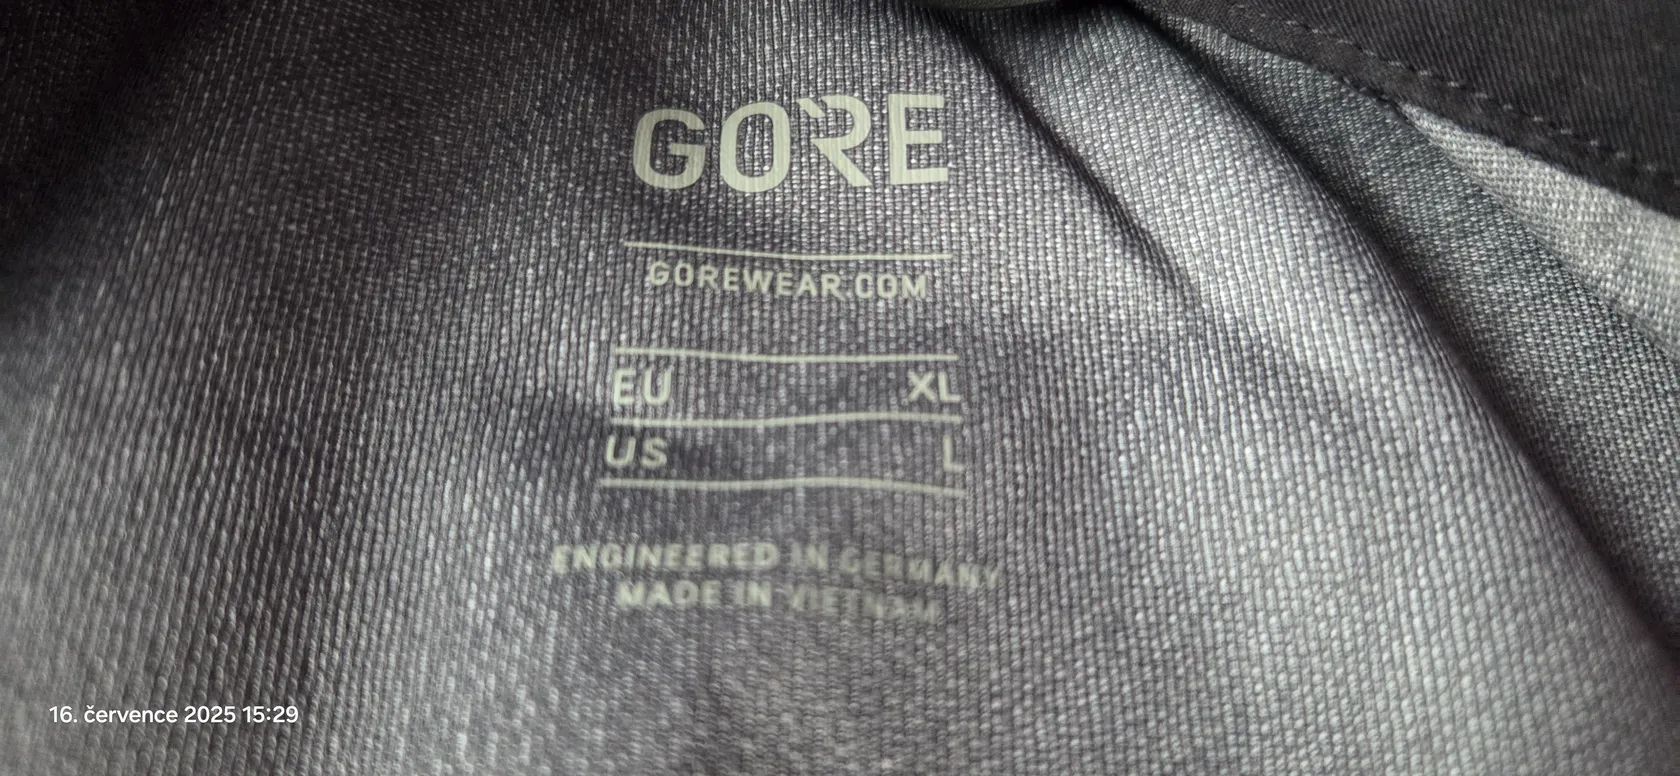 GORE
GOREWEAR.COM
EU XL
US L
ENGINEERED IN GERMANY
MADE IN VIETNAM
16. července 2025 15:29